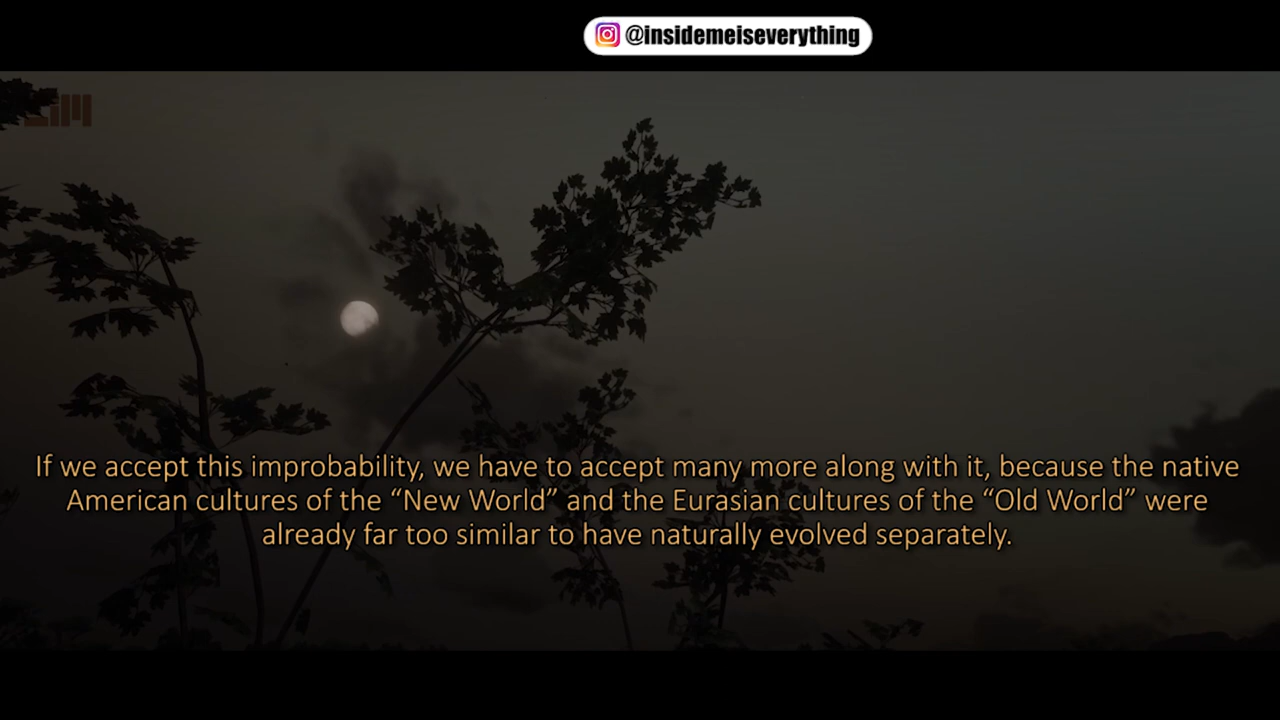 @insidemeiseverything
If we accept this improbability, we have to accept many more along with it, because the native
American cultures of the “New World” and the Eurasian cultures of the “Old World” were
already far too similar to have naturally evolved separately.